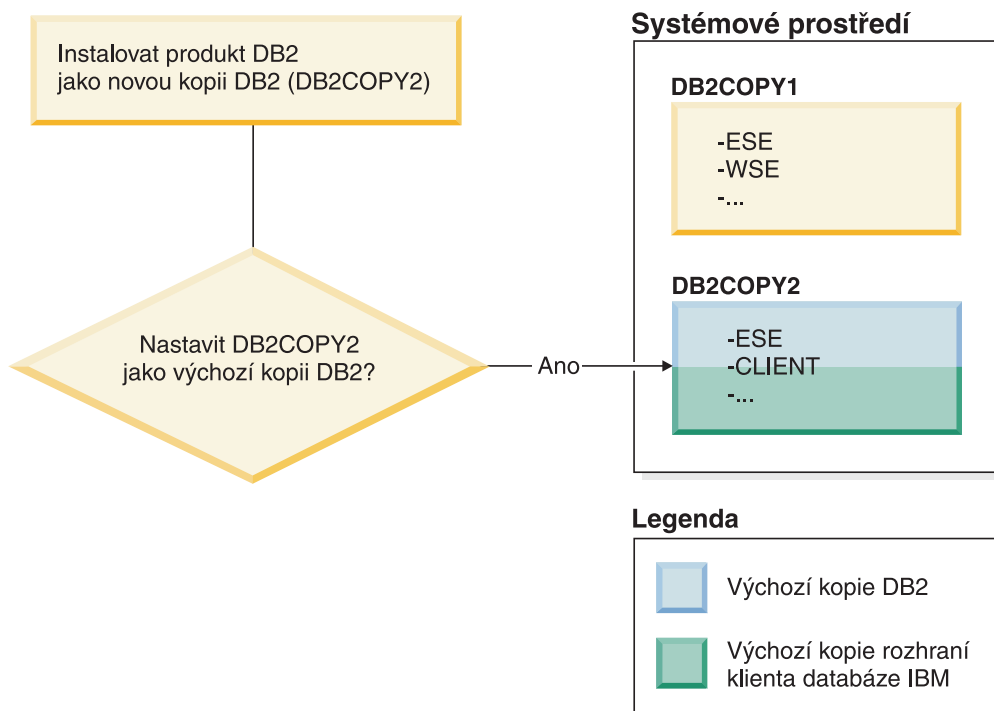 Instalovat produkt DB2
jako novou kopii DB2 (DB2COPY2)
Nastavit DB2COPY2
jako výchozí kopii DB2?
Ano
Systémové prostředí
DB2COPY1
-ESE
-WSE
-...
DB2COPY2
-ESE
-CLIENT
-...
Legenda
Výchozí kopie DB2
Výchozí kopie rozhraní
klienta databáze IBM